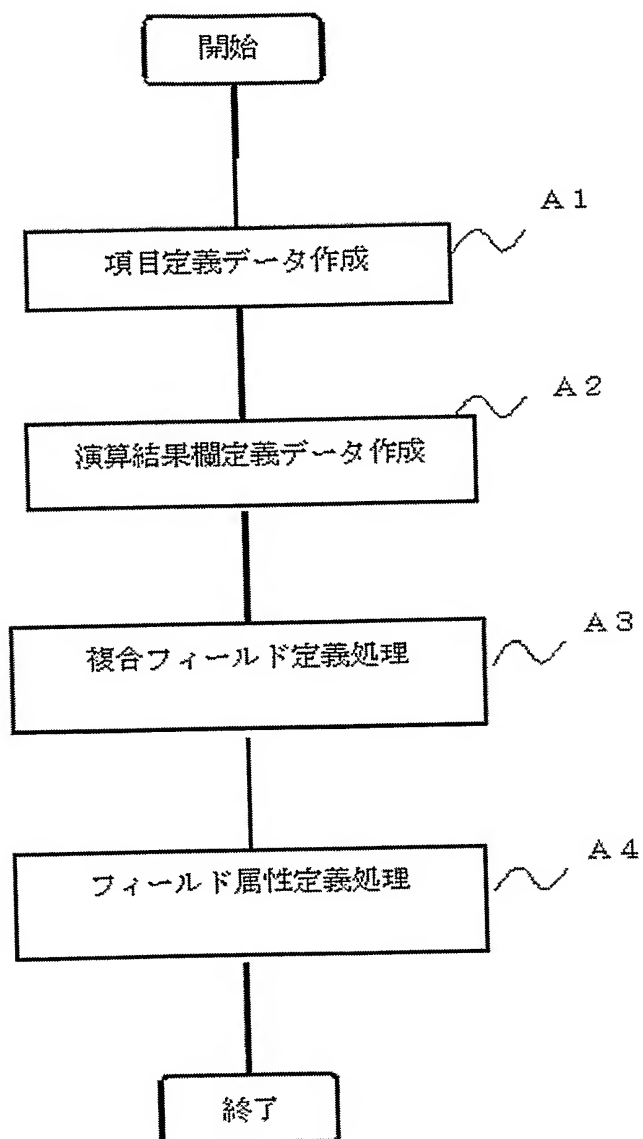 開始
A1
項目定義データ作成
A2
演算結果欄定義データ作成
A3
複合フィールド定義処理
A4
フィールド属性定義処理
終了